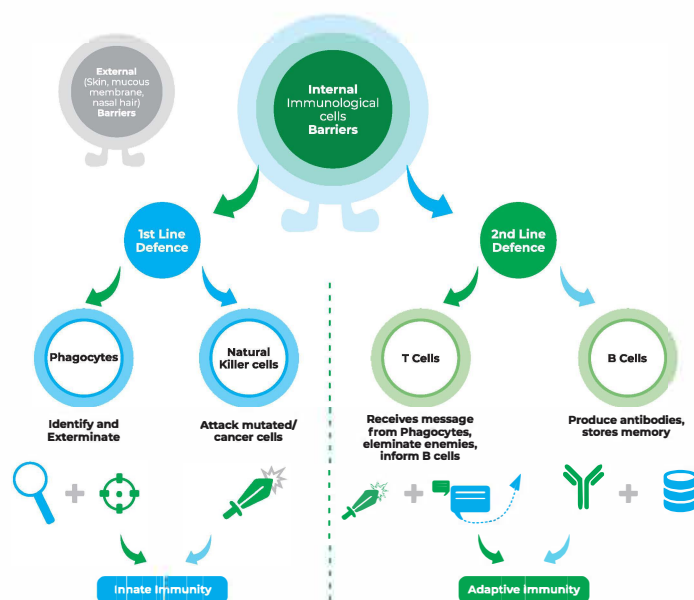 External
(Skin, mucous
membrane,
nasal hair)
Barriers
Internal
Immunological
cells
Barriers
1st Line
Defence
2nd Line
Defence
Phagocytes
Natural
Killer cells
T Cells
B Cells
Identify and
Exterminate
Attack mutated/
cancer cells
Receives message
from Phagocytes,
eleminate enemies,
inform B cells
Produce antibodies,
stores memory
Innate Immunity
Adaptive Immunity